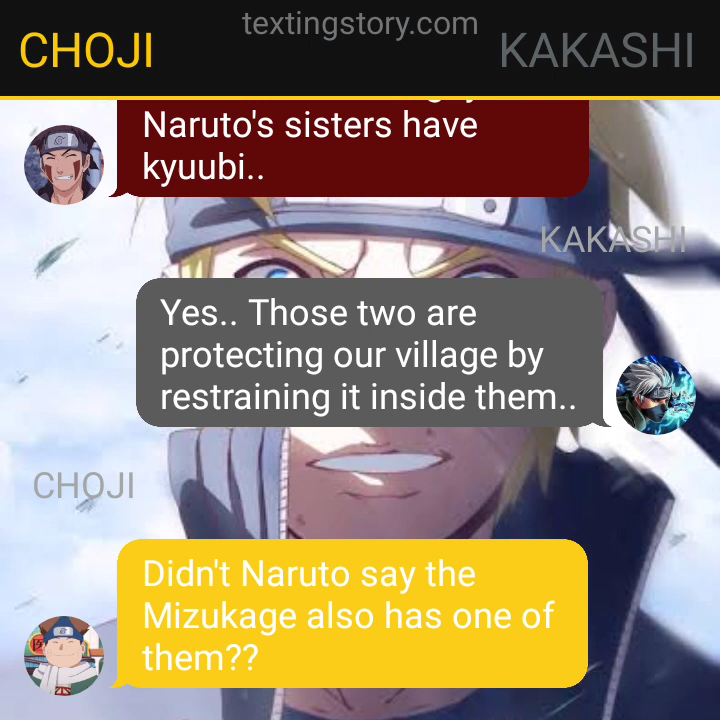 textingstory.com
CHOJI
KAKASHI
Naruto's sisters have
kyuubi..
KAKASHI
Yes.. Those two are
protecting our village by
restraining it inside them..
CHOJI
Didn't Naruto say the
Mizukage also has one of
them??